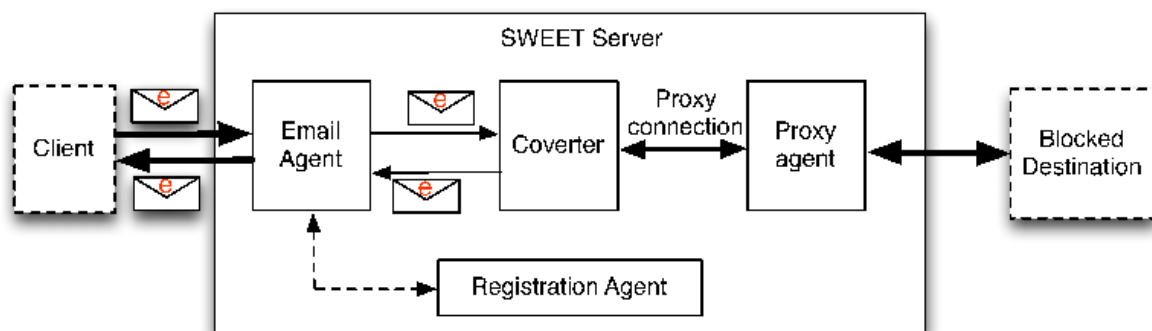 SWEET Server
e
e
Client
e
e
Email
Agent
Coverter
Proxy
connection
Proxy
agent
Blocked
Destination
Registration Agent